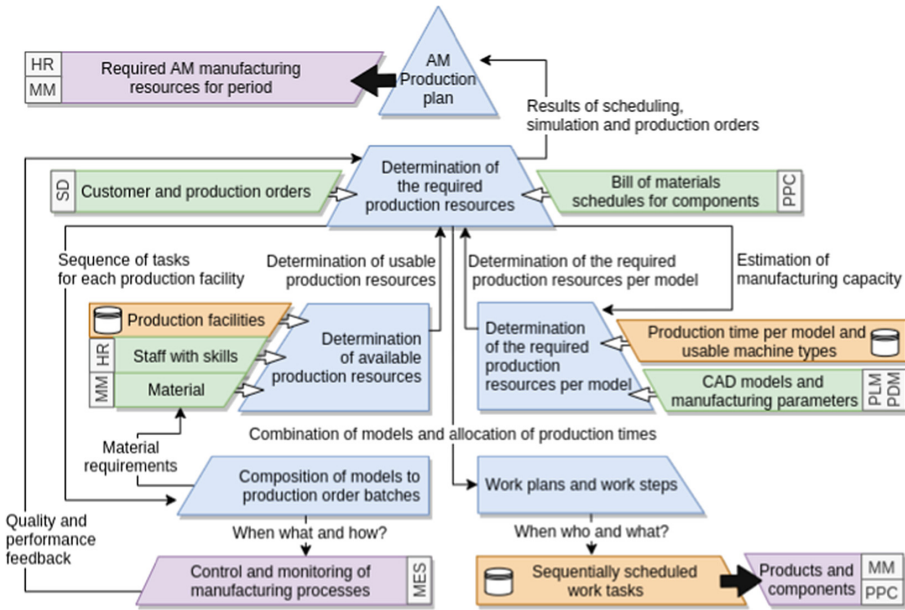 AM
Production
plan
HR
MM
Required AM manufacturing
resources for period
Results of scheduling,
simulation and production orders
Determination of
the required
production resources
SD
Customer and production orders
Bill of materials
schedules for components
PPC
Sequence of tasks
for each production facility
Determination of usable
production resources
Determination of the required
production resources per model
Estimation of
manufacturing capacity
Production facilities
HR
Staff with skills
MM
Material
Determination
of available
production resources
Determination
of the required
production
resources per model
Production time per model and
usable machine types
CAD models and
manufacturing parameters
PLM
PDM
Combination of models and allocation of production times
Material
requirements
Composition of models to
production order batches
Work plans and work steps
Quality and
performance
feedback
When what and how?
When who and what?
Control and monitoring of
manufacturing processes
MES
Sequentially scheduled
work tasks
Products and
components
MM
PPC